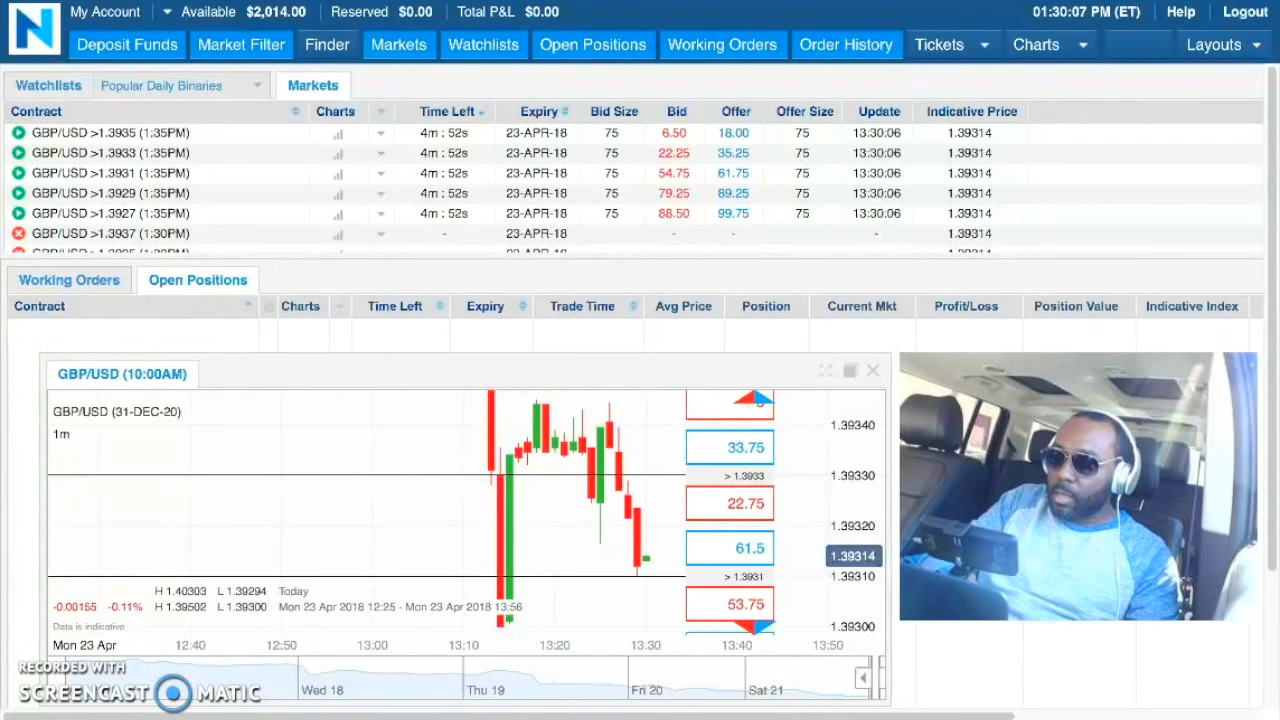 My Account Available $2,014.00 Reserved $0.00 Total P&L $0.00 01:30:07 PM (ET) Help Logout
N
Deposit Funds Market Filter Finder Markets Watchlists Open Positions Working Orders Order History Tickets Charts Layouts
Watchlists Popular Daily Binaries Markets
Contract Charts Time Left Expiry Bid Size Bid Offer Offer Size Update Indicative Price
GBP/USD >1.3935 (1:35PM) 4m : 52s 23-APR-18 75 6.50 18.00 75 13:30:06 1.39314
GBP/USD >1.3933 (1:35PM) 4m : 52s 23-APR-18 75 22.25 35.25 75 13:30:06 1.39314
GBP/USD >1.3931 (1:35PM) 4m : 52s 23-APR-18 75 54.75 61.75 75 13:30:06 1.39314
GBP/USD >1.3929 (1:35PM) 4m : 52s 23-APR-18 75 79.25 89.25 75 13:30:06 1.39314
GBP/USD >1.3927 (1:35PM) 4m : 52s 23-APR-18 75 88.50 99.75 75 13:30:06 1.39314
GBP/USD >1.3937 (1:30PM) - 23-APR-18 - - - 1.39314
Working Orders Open Positions
Contract Charts Time Left Expiry Trade Time Avg Price Position Current Mkt Profit/Loss Position Value Indicative Index
GBP/USD (10:00AM)
GBP/USD (31-DEC-20)
1m
1.39340
33.75
> 1.3933
1.39330
22.75
1.39320
61.5
1.39314
> 1.3931
1.39310
53.75
H 1.40303 L 1.39294 Today
-0.00155 -0.11% H 1.39502 L 1.39300 Mon 23 Apr 2018 12:25 - Mon 23 Apr 2018 13:56
Data is indicative
1.39300
Mon 23 Apr 12:40 12:50 13:00 13:10 13:20 13:30 13:40 13:50
Wed 18 Thu 19 Fri 20 Sat 21
RECORDED WITH
SCREENCAST MATIC